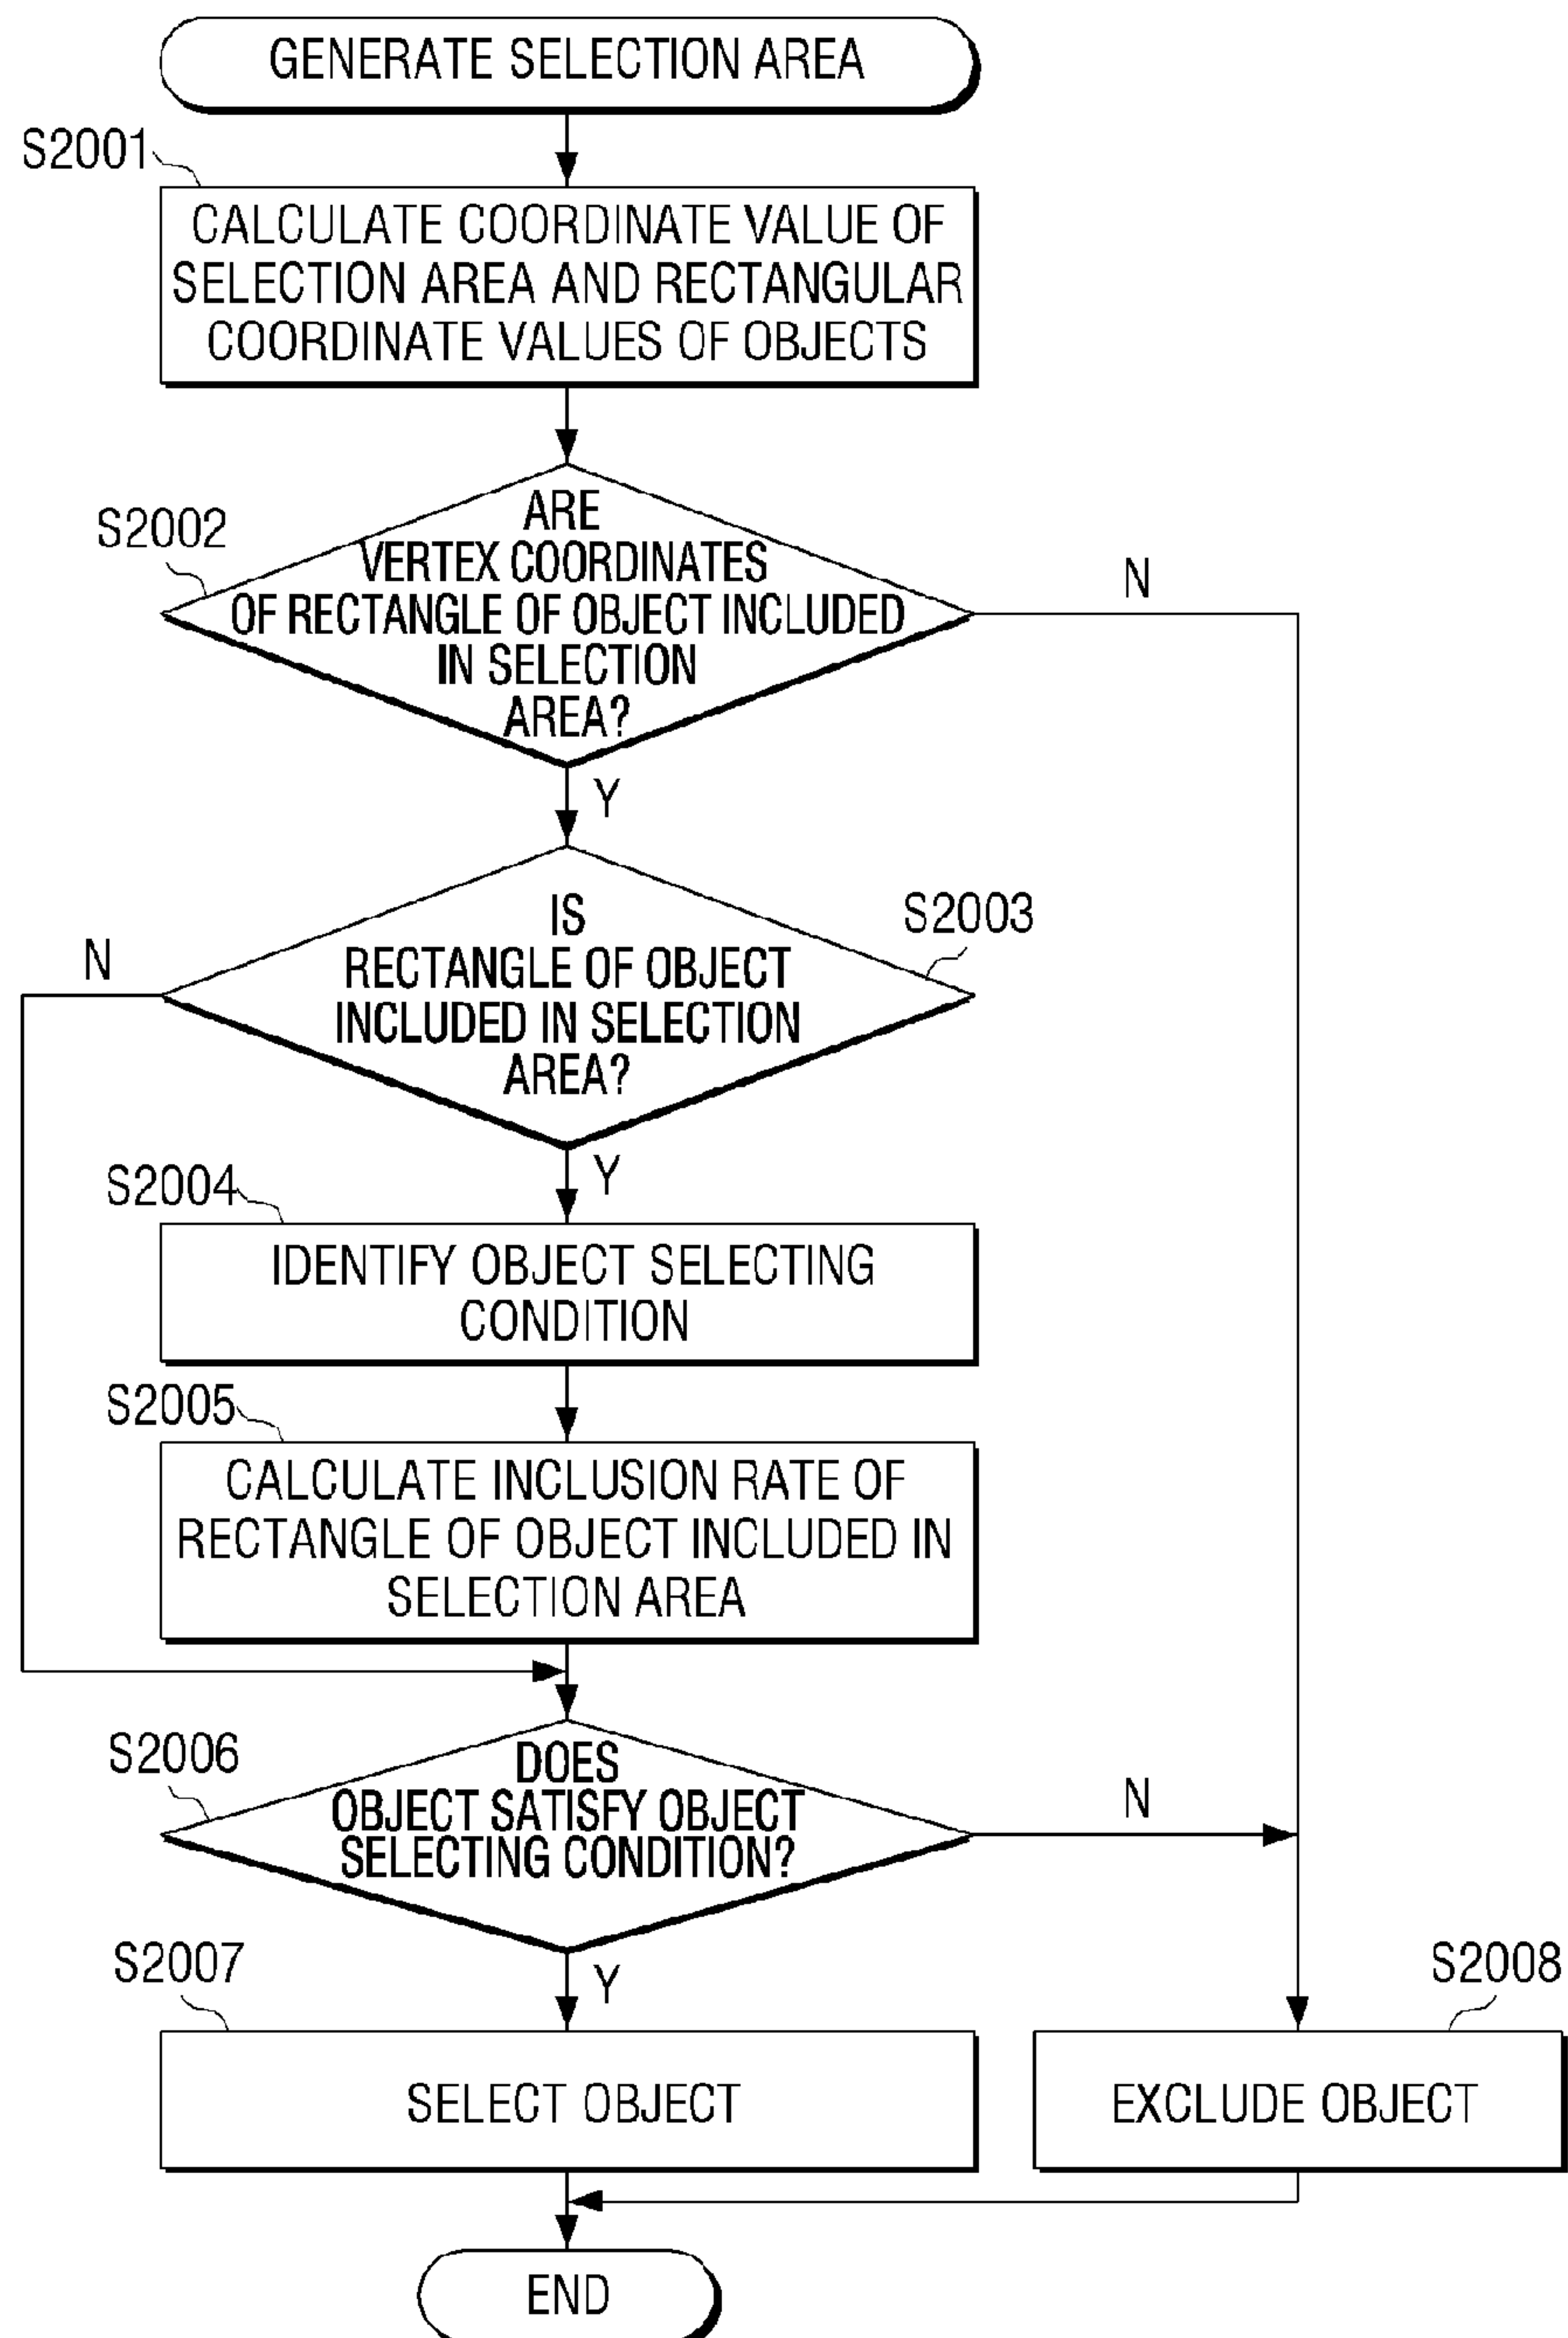 GENERATE SELECTION AREA
S2001
CALCULATE COORDINATE VALUE OF
SELECTION AREA AND RECTANGULAR
COORDINATE VALUES OF OBJECTS
S2002
ARE
VERTEX COORDINATES
OF RECTANGLE OF OBJECT INCLUDED
IN SELECTION
AREA?
N
Y
S2003
IS
RECTANGLE OF OBJECT
INCLUDED IN SELECTION
AREA?
N
Y
S2004
IDENTIFY OBJECT SELECTING
CONDITION
S2005
CALCULATE INCLUSION RATE OF
RECTANGLE OF OBJECT INCLUDED IN
SELECTION AREA
S2006
DOES
OBJECT SATISFY OBJECT
SELECTING CONDITION?
N
Y
S2007
SELECT OBJECT
S2008
EXCLUDE OBJECT
END